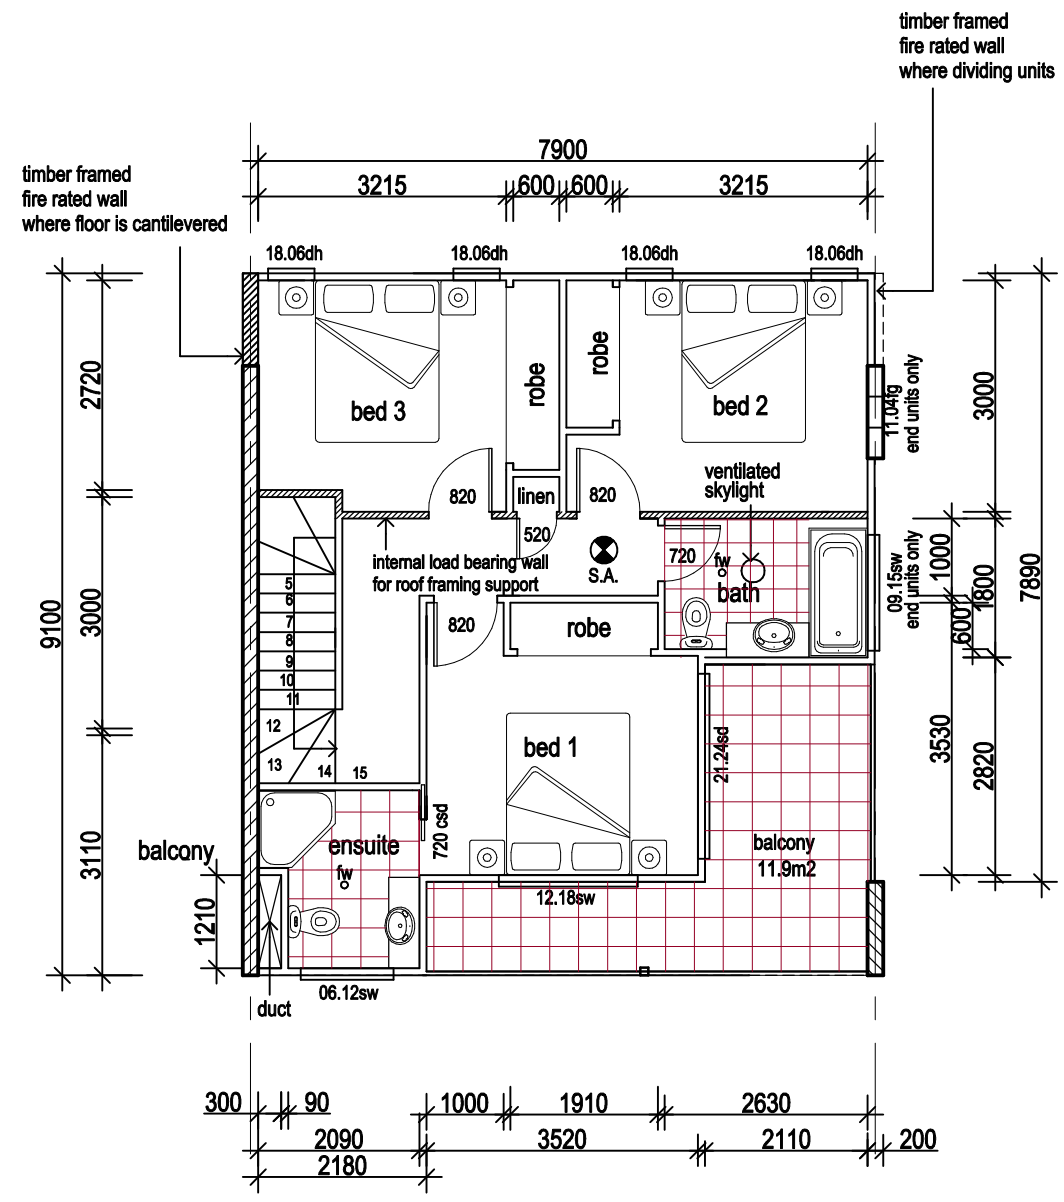 timber framed
fire rated wall
where dividing units
7900
timber framed
fire rated wall
where floor is cantilevered
3215
600
600
3215
18.06dh
18.06dh
18.06dh
18.06dh
robe
robe
bed 3
bed 2
2720
11.04fg
end units only
3000
ventilated
skylight
820
linen
820
520
internal load bearing wall
for roof framing support
S.A.
720
fw
bath
09.15sw
end units only
1000
1800
600
7890
9100
3000
5
6
7
8
9
10
11
12
13
14
15
820
robe
bed 1
21.24sd
3530
2820
720 csd
ensuite
fw
balcony
3110
balcony
11.9m2
12.18sw
1210
06.12sw
duct
300
90
1000
1910
2630
2090
3520
2110
200
2180